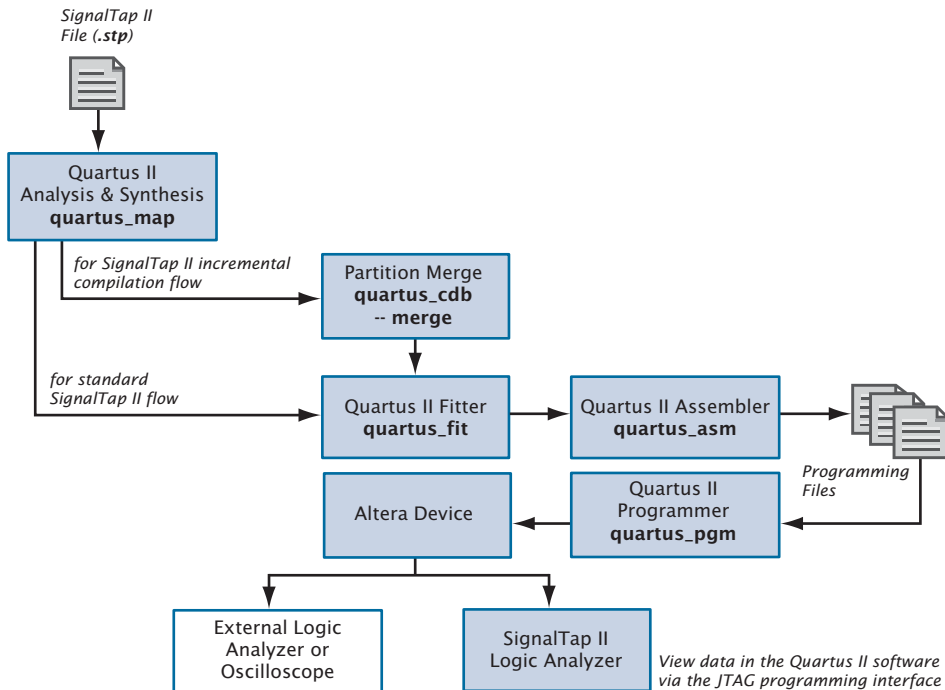 SignalTap II
File (.stp)
Quartus II
Analysis & Synthesis
quartus_map
for SignalTap II incremental
compilation flow
Partition Merge
quartus_cdb
-- merge
for standard
SignalTap II flow
Quartus II Fitter
quartus_fit
Quartus II Assembler
quartus_asm
Programming
Files
Quartus II
Programmer
quartus_pgm
Altera Device
External Logic
Analyzer or
Oscilloscope
SignalTap II
Logic Analyzer
View data in the Quartus II software
via the JTAG programming interface